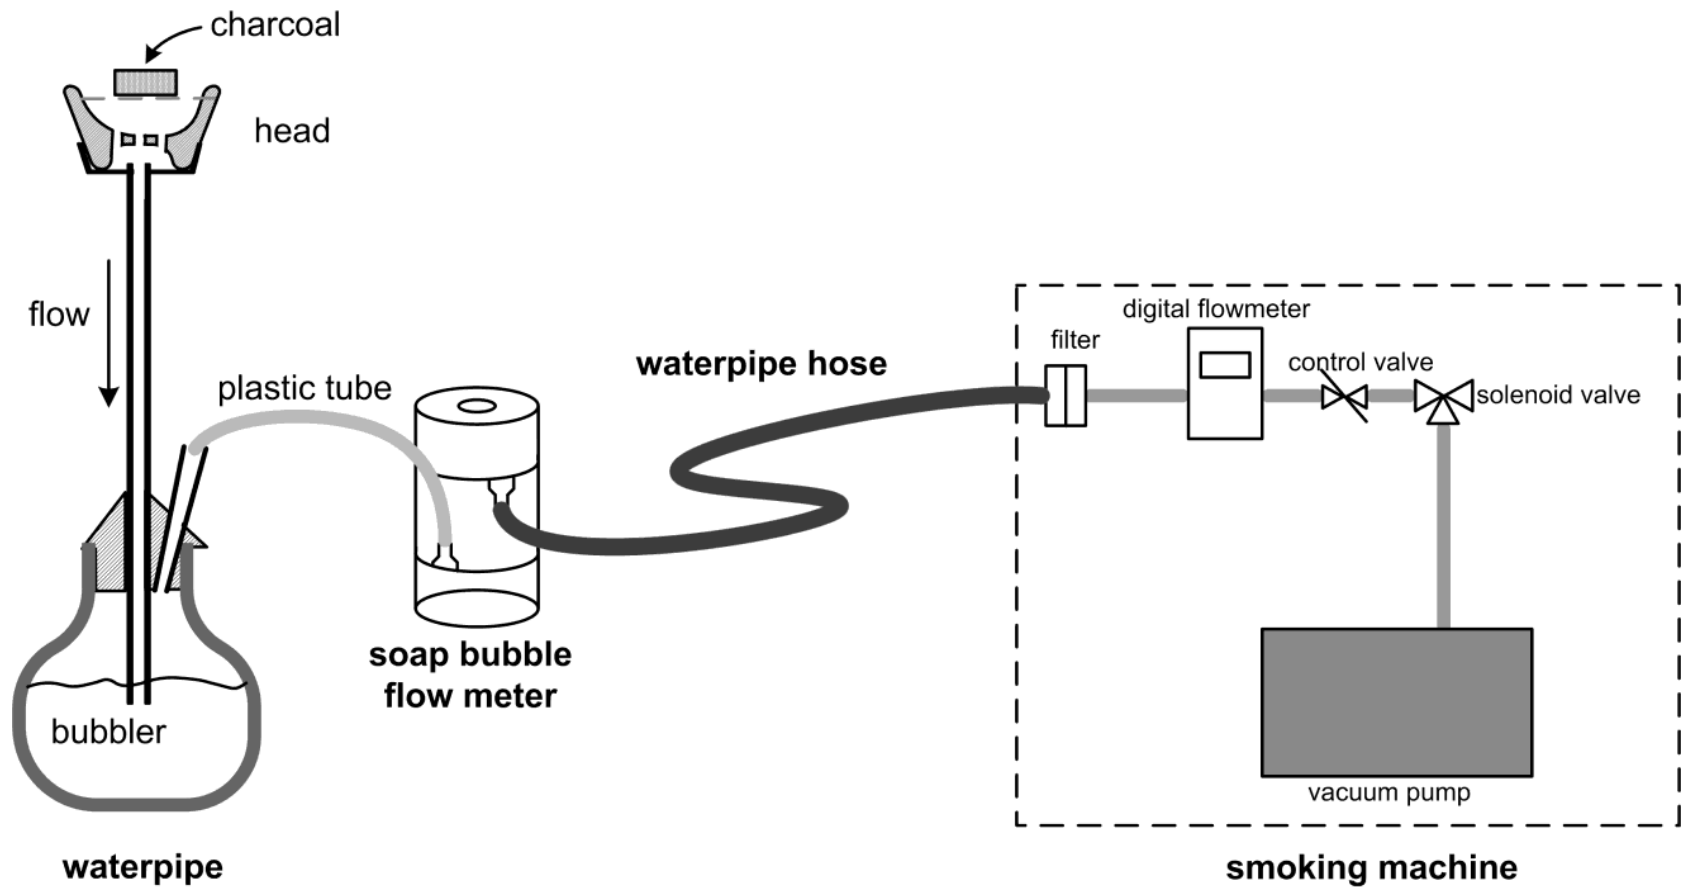 charcoal
head
flow
plastic tube
bubbler
waterpipe
soap bubble
flow meter
waterpipe hose
filter
digital flowmeter
control valve
solenoid valve
vacuum pump
smoking machine